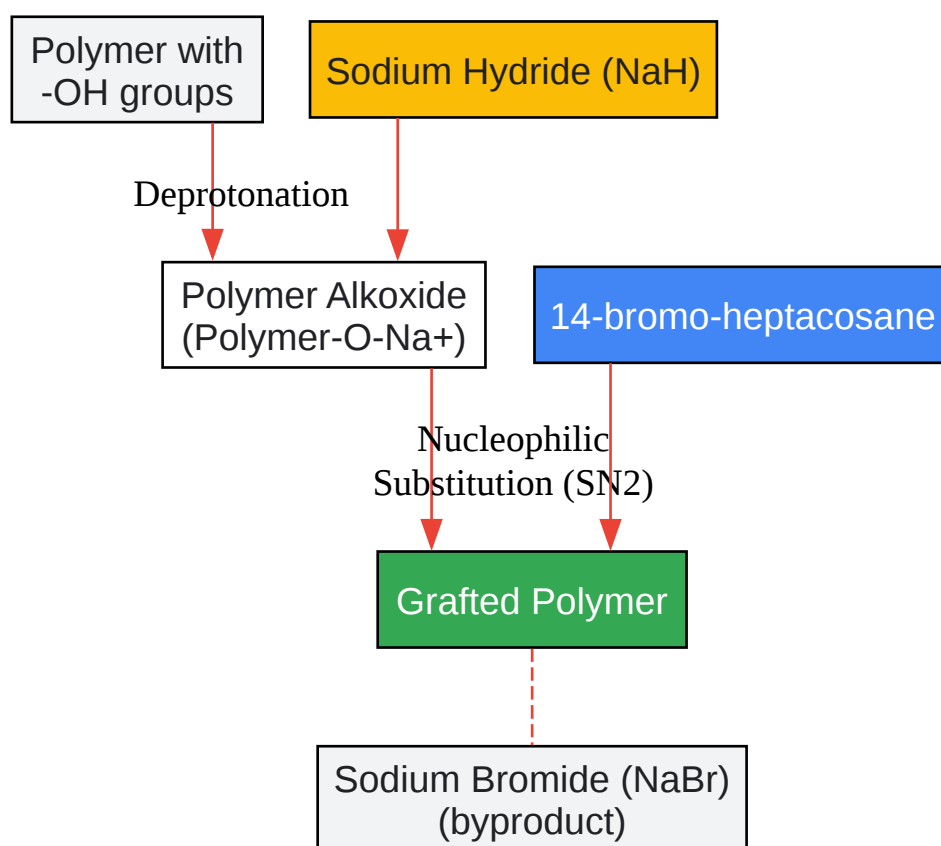 Polymer with
-OH groups
Sodium Hydride (NaH)
Deprotonation
Polymer Alkoxide
(Polymer-O-Na+)
14-bromo-heptacosane
Nucleophilic
Substitution (SN2)
Grafted Polymer
Sodium Bromide (NaBr)
(byproduct)